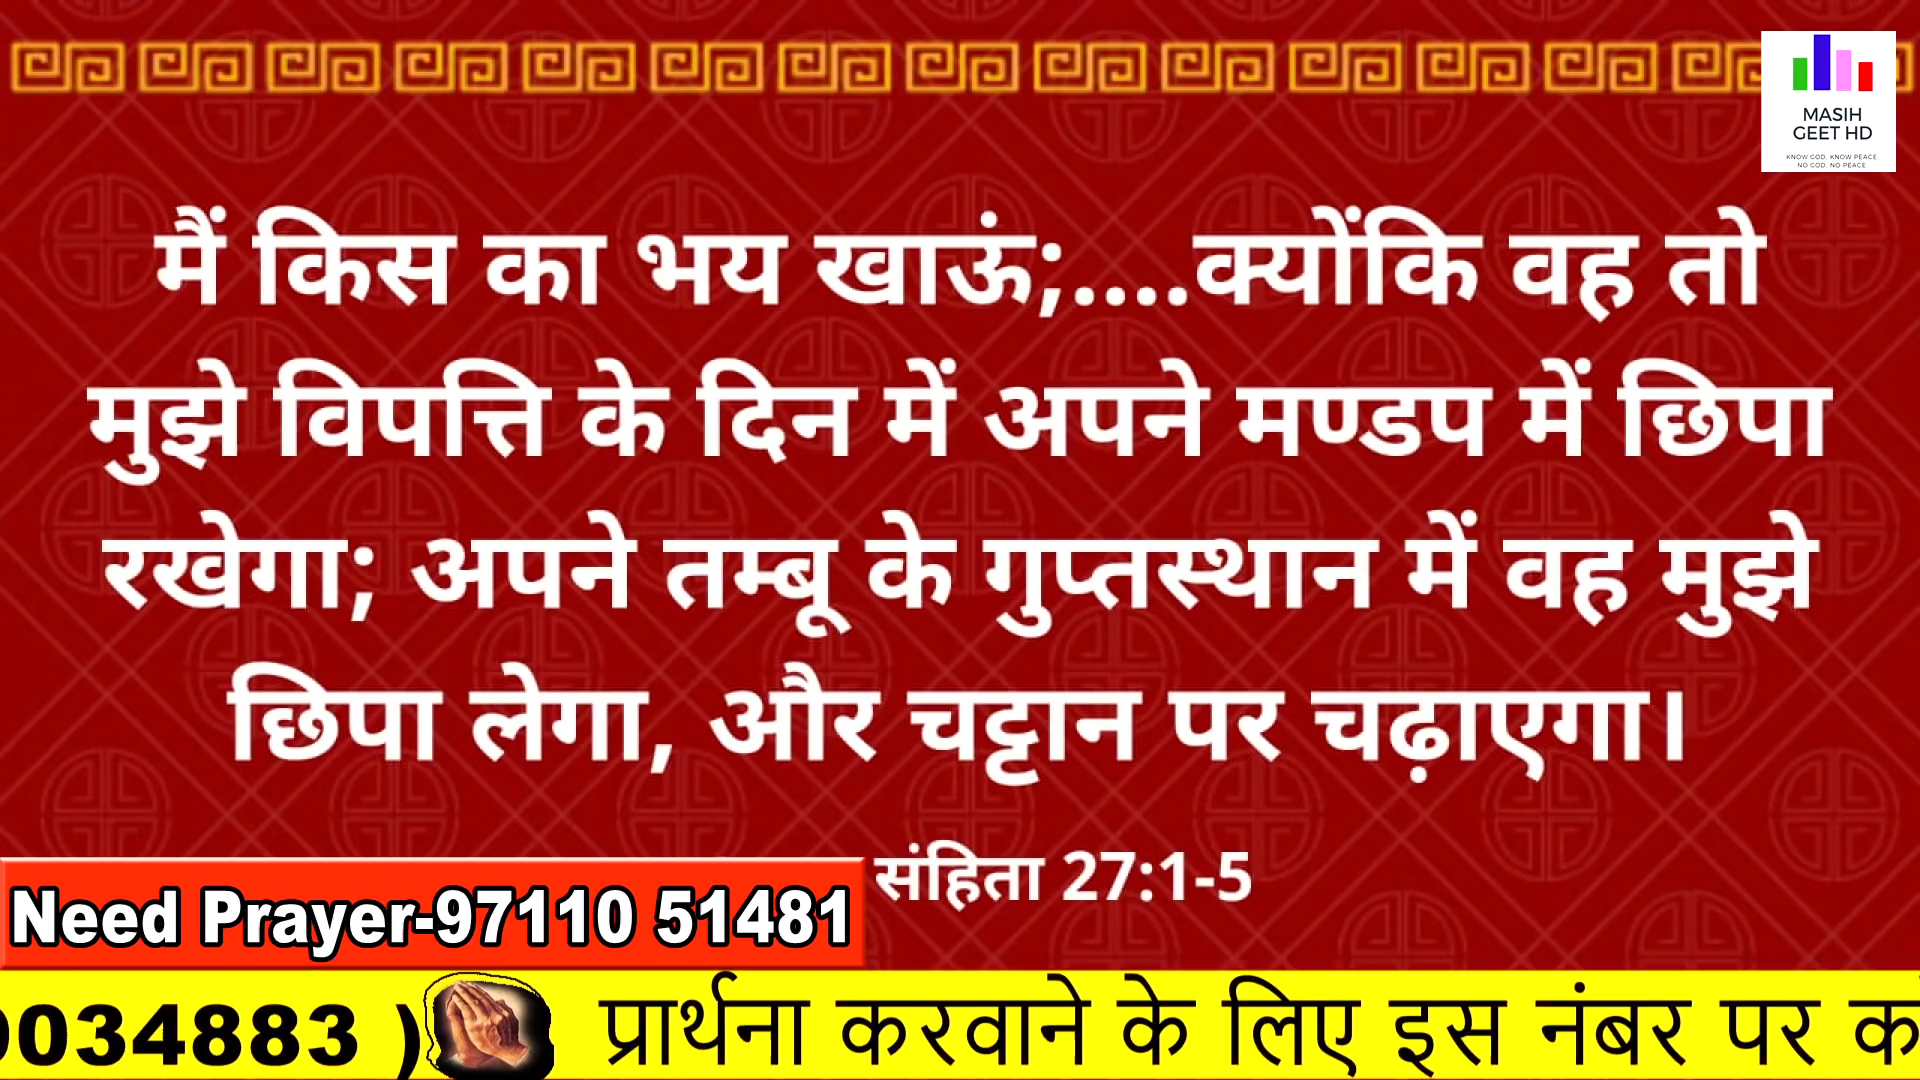 MASIH
GEET HD
KNOW GOD. KNOW PEACE.
NO GOD. NO PEACE
मैं किस का भय खाऊं;....क्योंकि वह तो
मुझे विपत्ति के दिन में अपने मण्डप में छिपा
रखेगा; अपने तम्बू के गुप्तस्थान में वह मुझे
छिपा लेगा, और चट्टान पर चढ़ाएगा।
संहिता 27:1-5
Need Prayer-97110 51481
034883 ) प्रार्थना करवाने के लिए इस नंबर पर